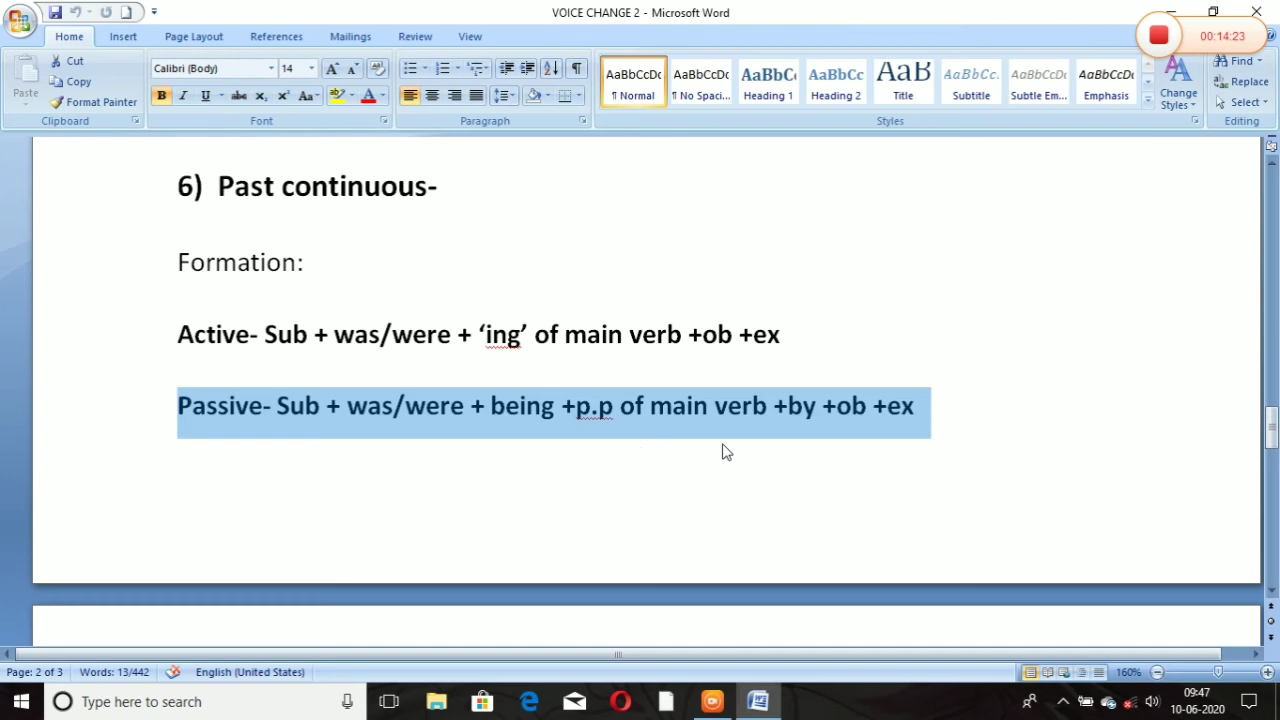 VOICE CHANGE 2 - Microsoft Word
00:14:23
Home Insert Page Layout References Mailings Review View
Paste
Cut
Copy
Format Painter
Clipboard
Calibri (Body) 14
B I U abc X₂ X² Aa
Font
Paragraph
AaBbCcDc AaBbCcDc AaBbC AaBbCc AaB AaBbCc. AaBbCcDc AaBbCcDc
¶ Normal ¶ No Spaci... Heading 1 Heading 2 Title Subtitle Subtle Em... Emphasis
Styles
Change Styles
Find
Replace
Select
Editing
6) Past continuous-
Formation:
Active- Sub + was/were + ‘ing’ of main verb +ob +ex
Passive- Sub + was/were + being +p.p of main verb +by +ob +ex
Page: 2 of 3 Words: 13/442 English (United States) 160%
Type here to search
09:47
10-06-2020